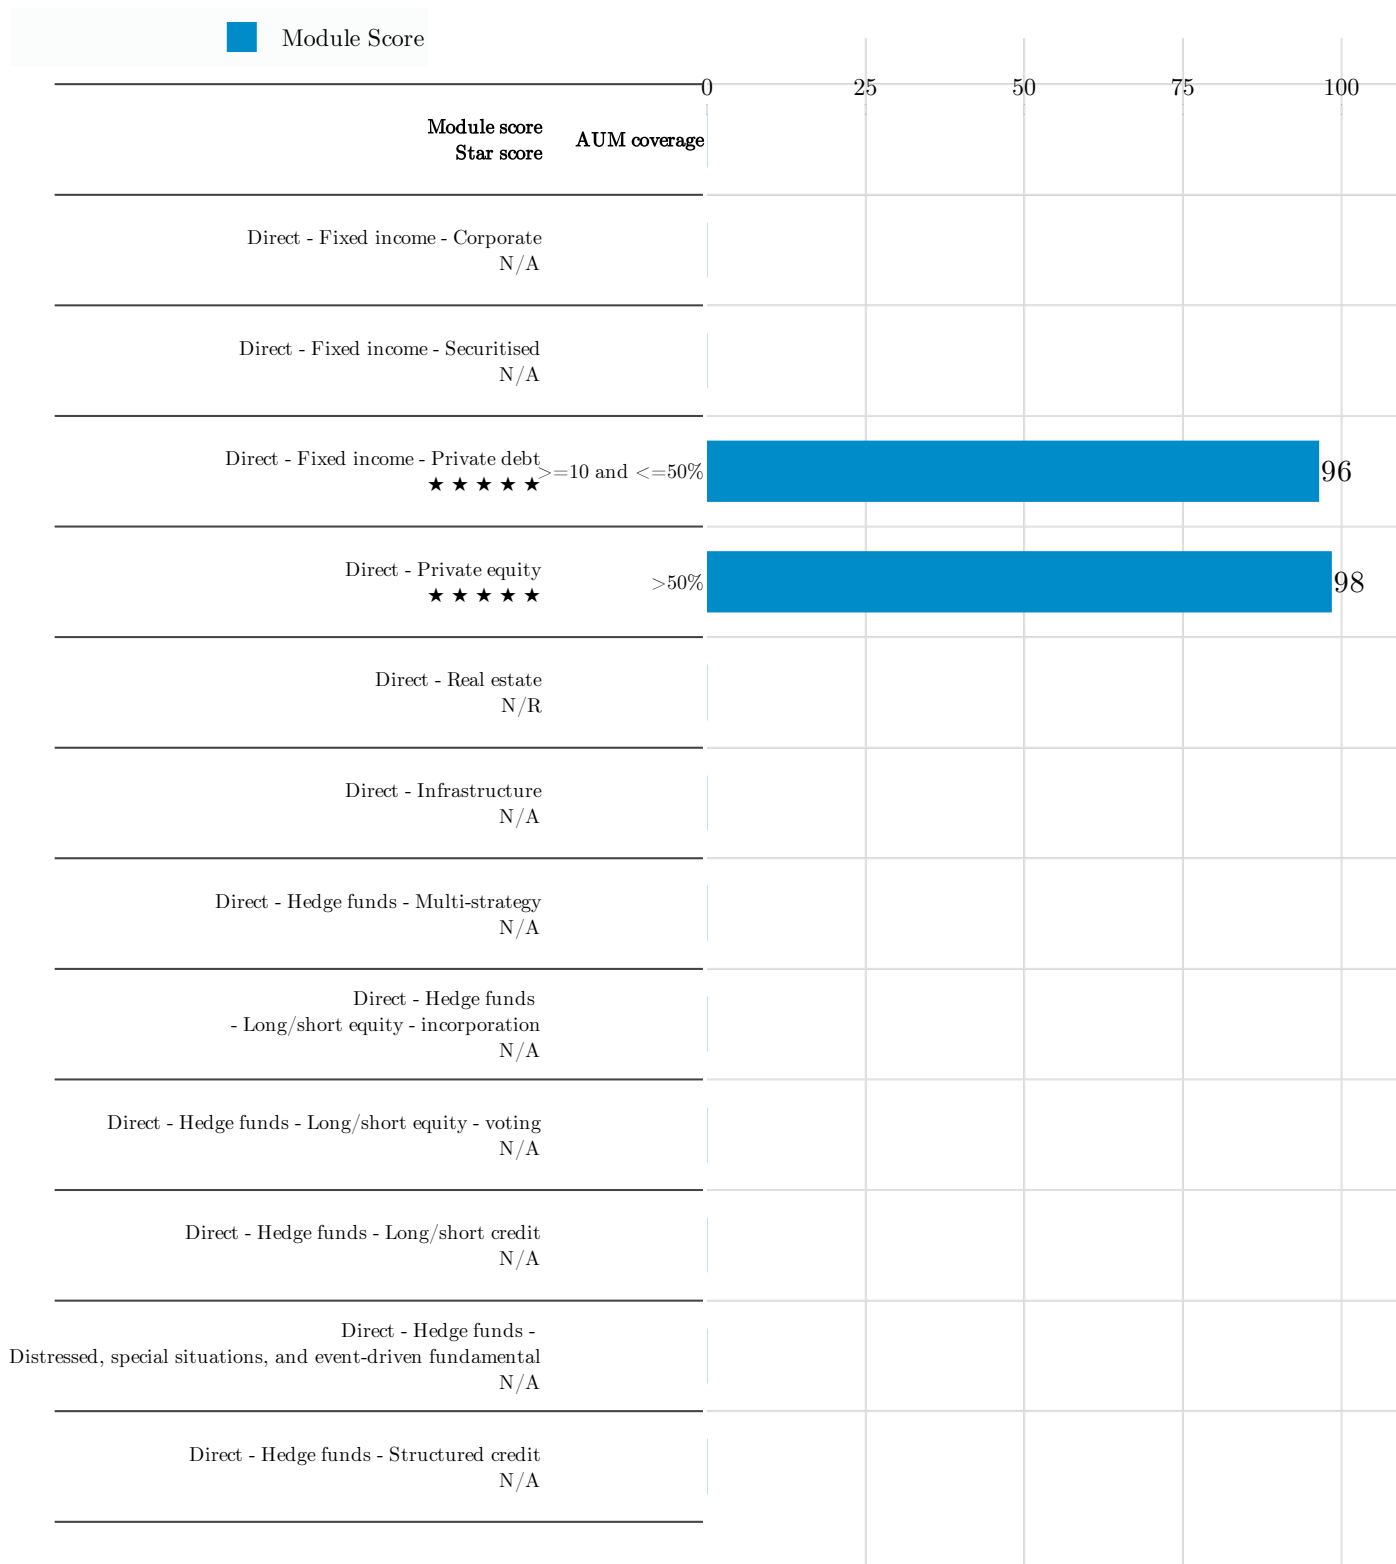 Module Score
0 25 50 75 100
Module score
Star score
AUM coverage
Direct - Fixed income - Corporate
N/A
Direct - Fixed income - Securitised
N/A
Direct - Fixed income - Private debt
★ ★ ★ ★ ★
>=10 and <=50%
96
Direct - Private equity
★ ★ ★ ★ ★
>50%
98
Direct - Real estate
N/R
Direct - Infrastructure
N/A
Direct - Hedge funds - Multi-strategy
N/A
Direct - Hedge funds
- Long/short equity - incorporation
N/A
Direct - Hedge funds - Long/short equity - voting
N/A
Direct - Hedge funds - Long/short credit
N/A
Direct - Hedge funds -
Distressed, special situations, and event-driven fundamental
N/A
Direct - Hedge funds - Structured credit
N/A